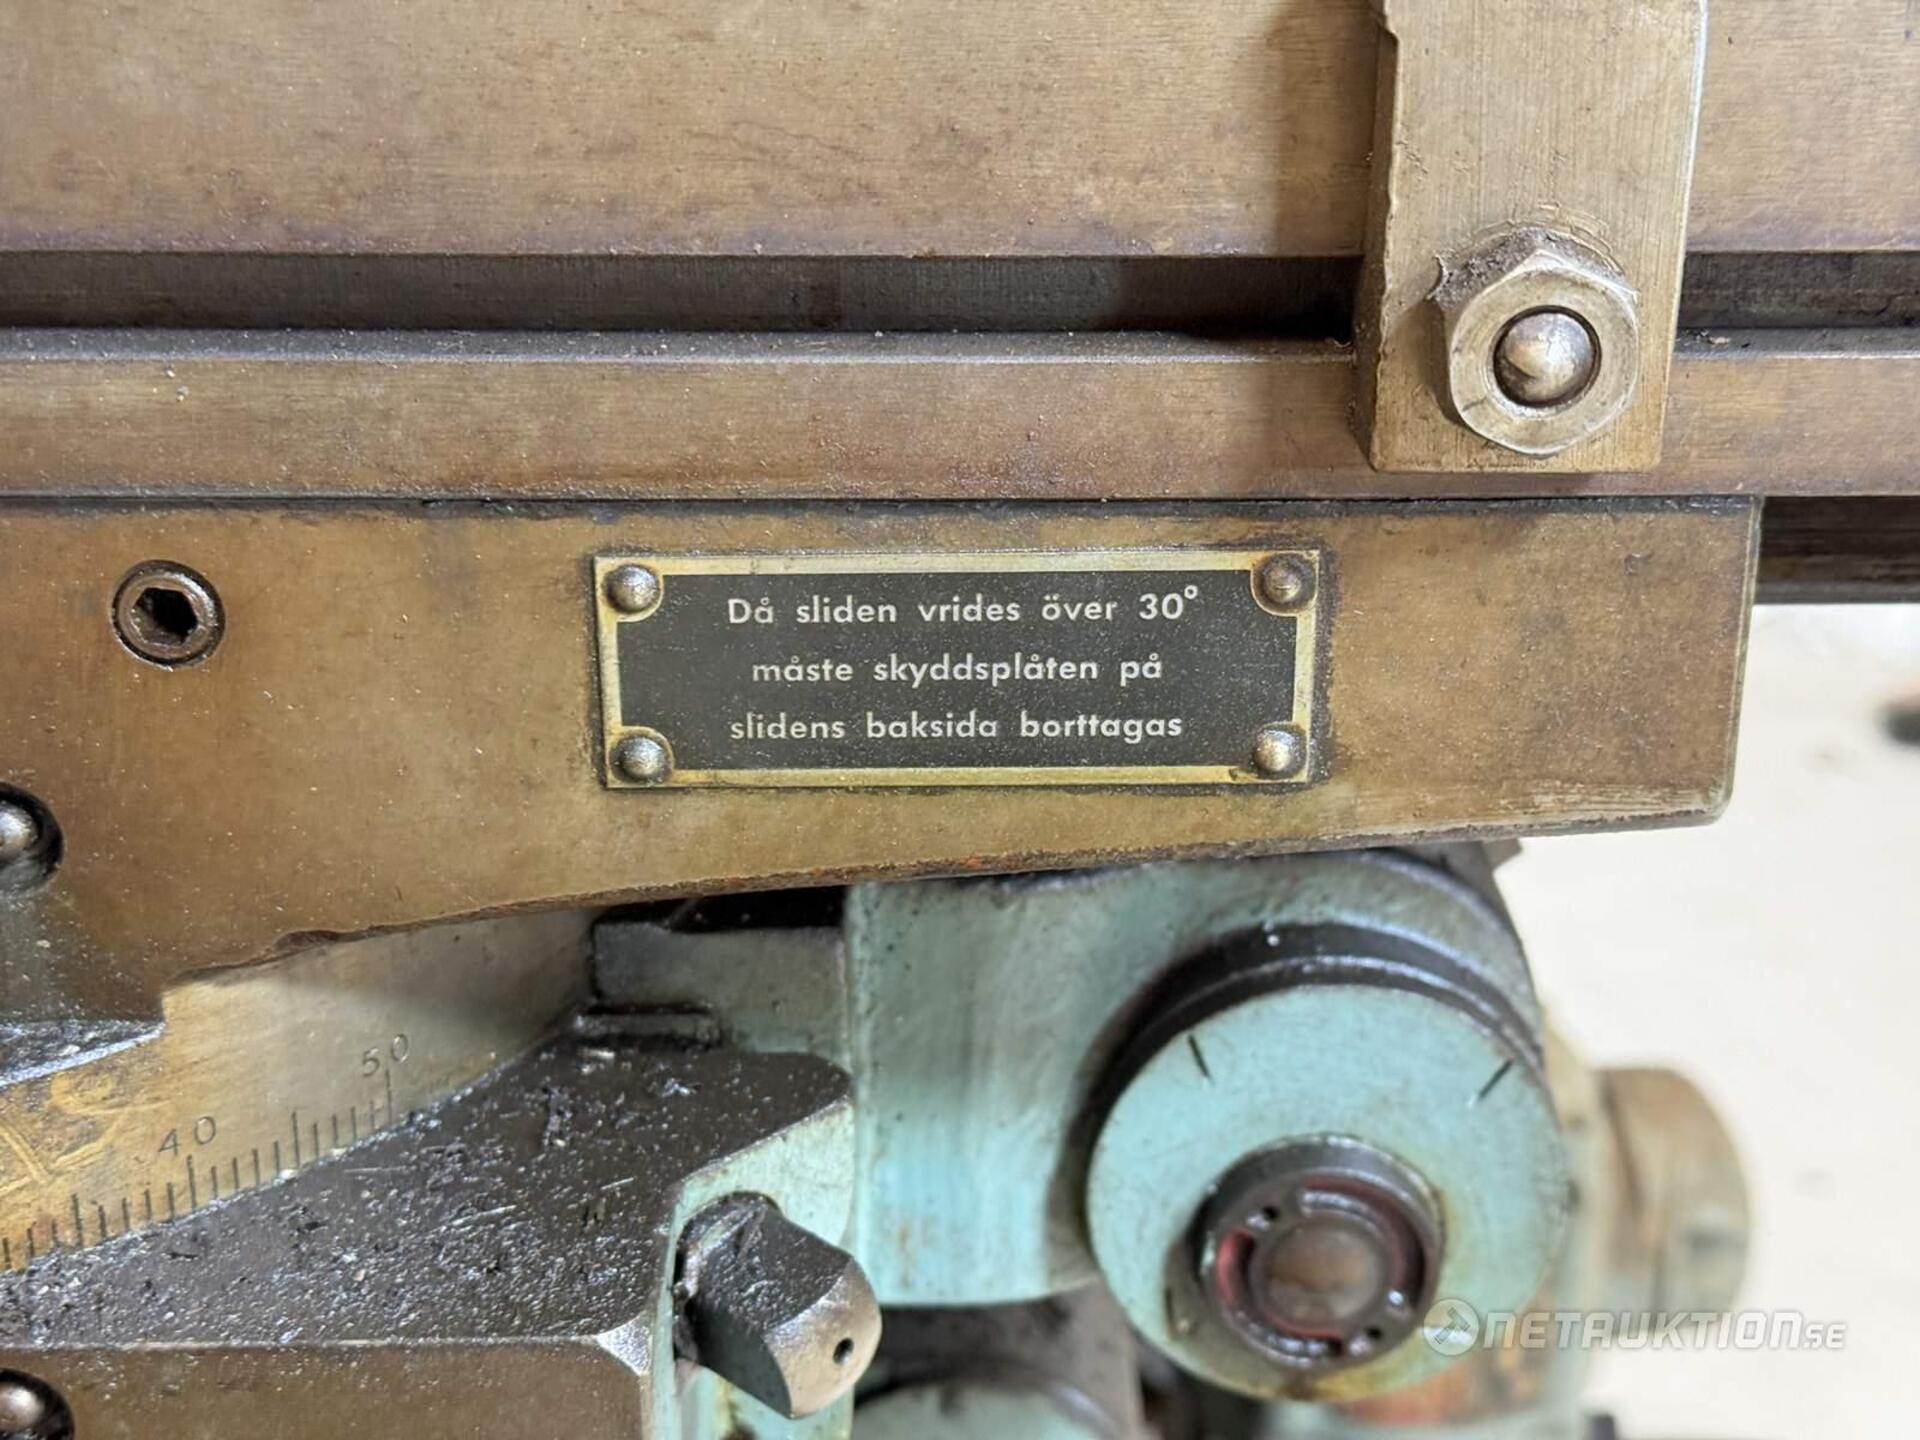 Då sliden vrides över 30°
måste skyddsplåten på
slidens baksida borttagas
50
40
NETAUKTION.SE